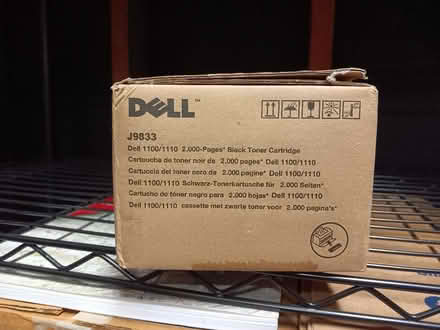 DELL™
J9833
Dell 1100/1110 2.000-Pages* Black Toner Cartridge
Cartouche de toner noir de 2.000 pages* Dell 1100/1110
Cartuccia del toner coro da 2.000 pagine* Dell 1100/1110
Dell 1100/1110 Schwarz-Tonerkartusche für 2.000 Seiten*
Cartucho de tóner negro para 2.000 hojas* Dell 1100/1110
Dell 1100/1110 cassette met zwarte toner voor 2.000 pagina's*